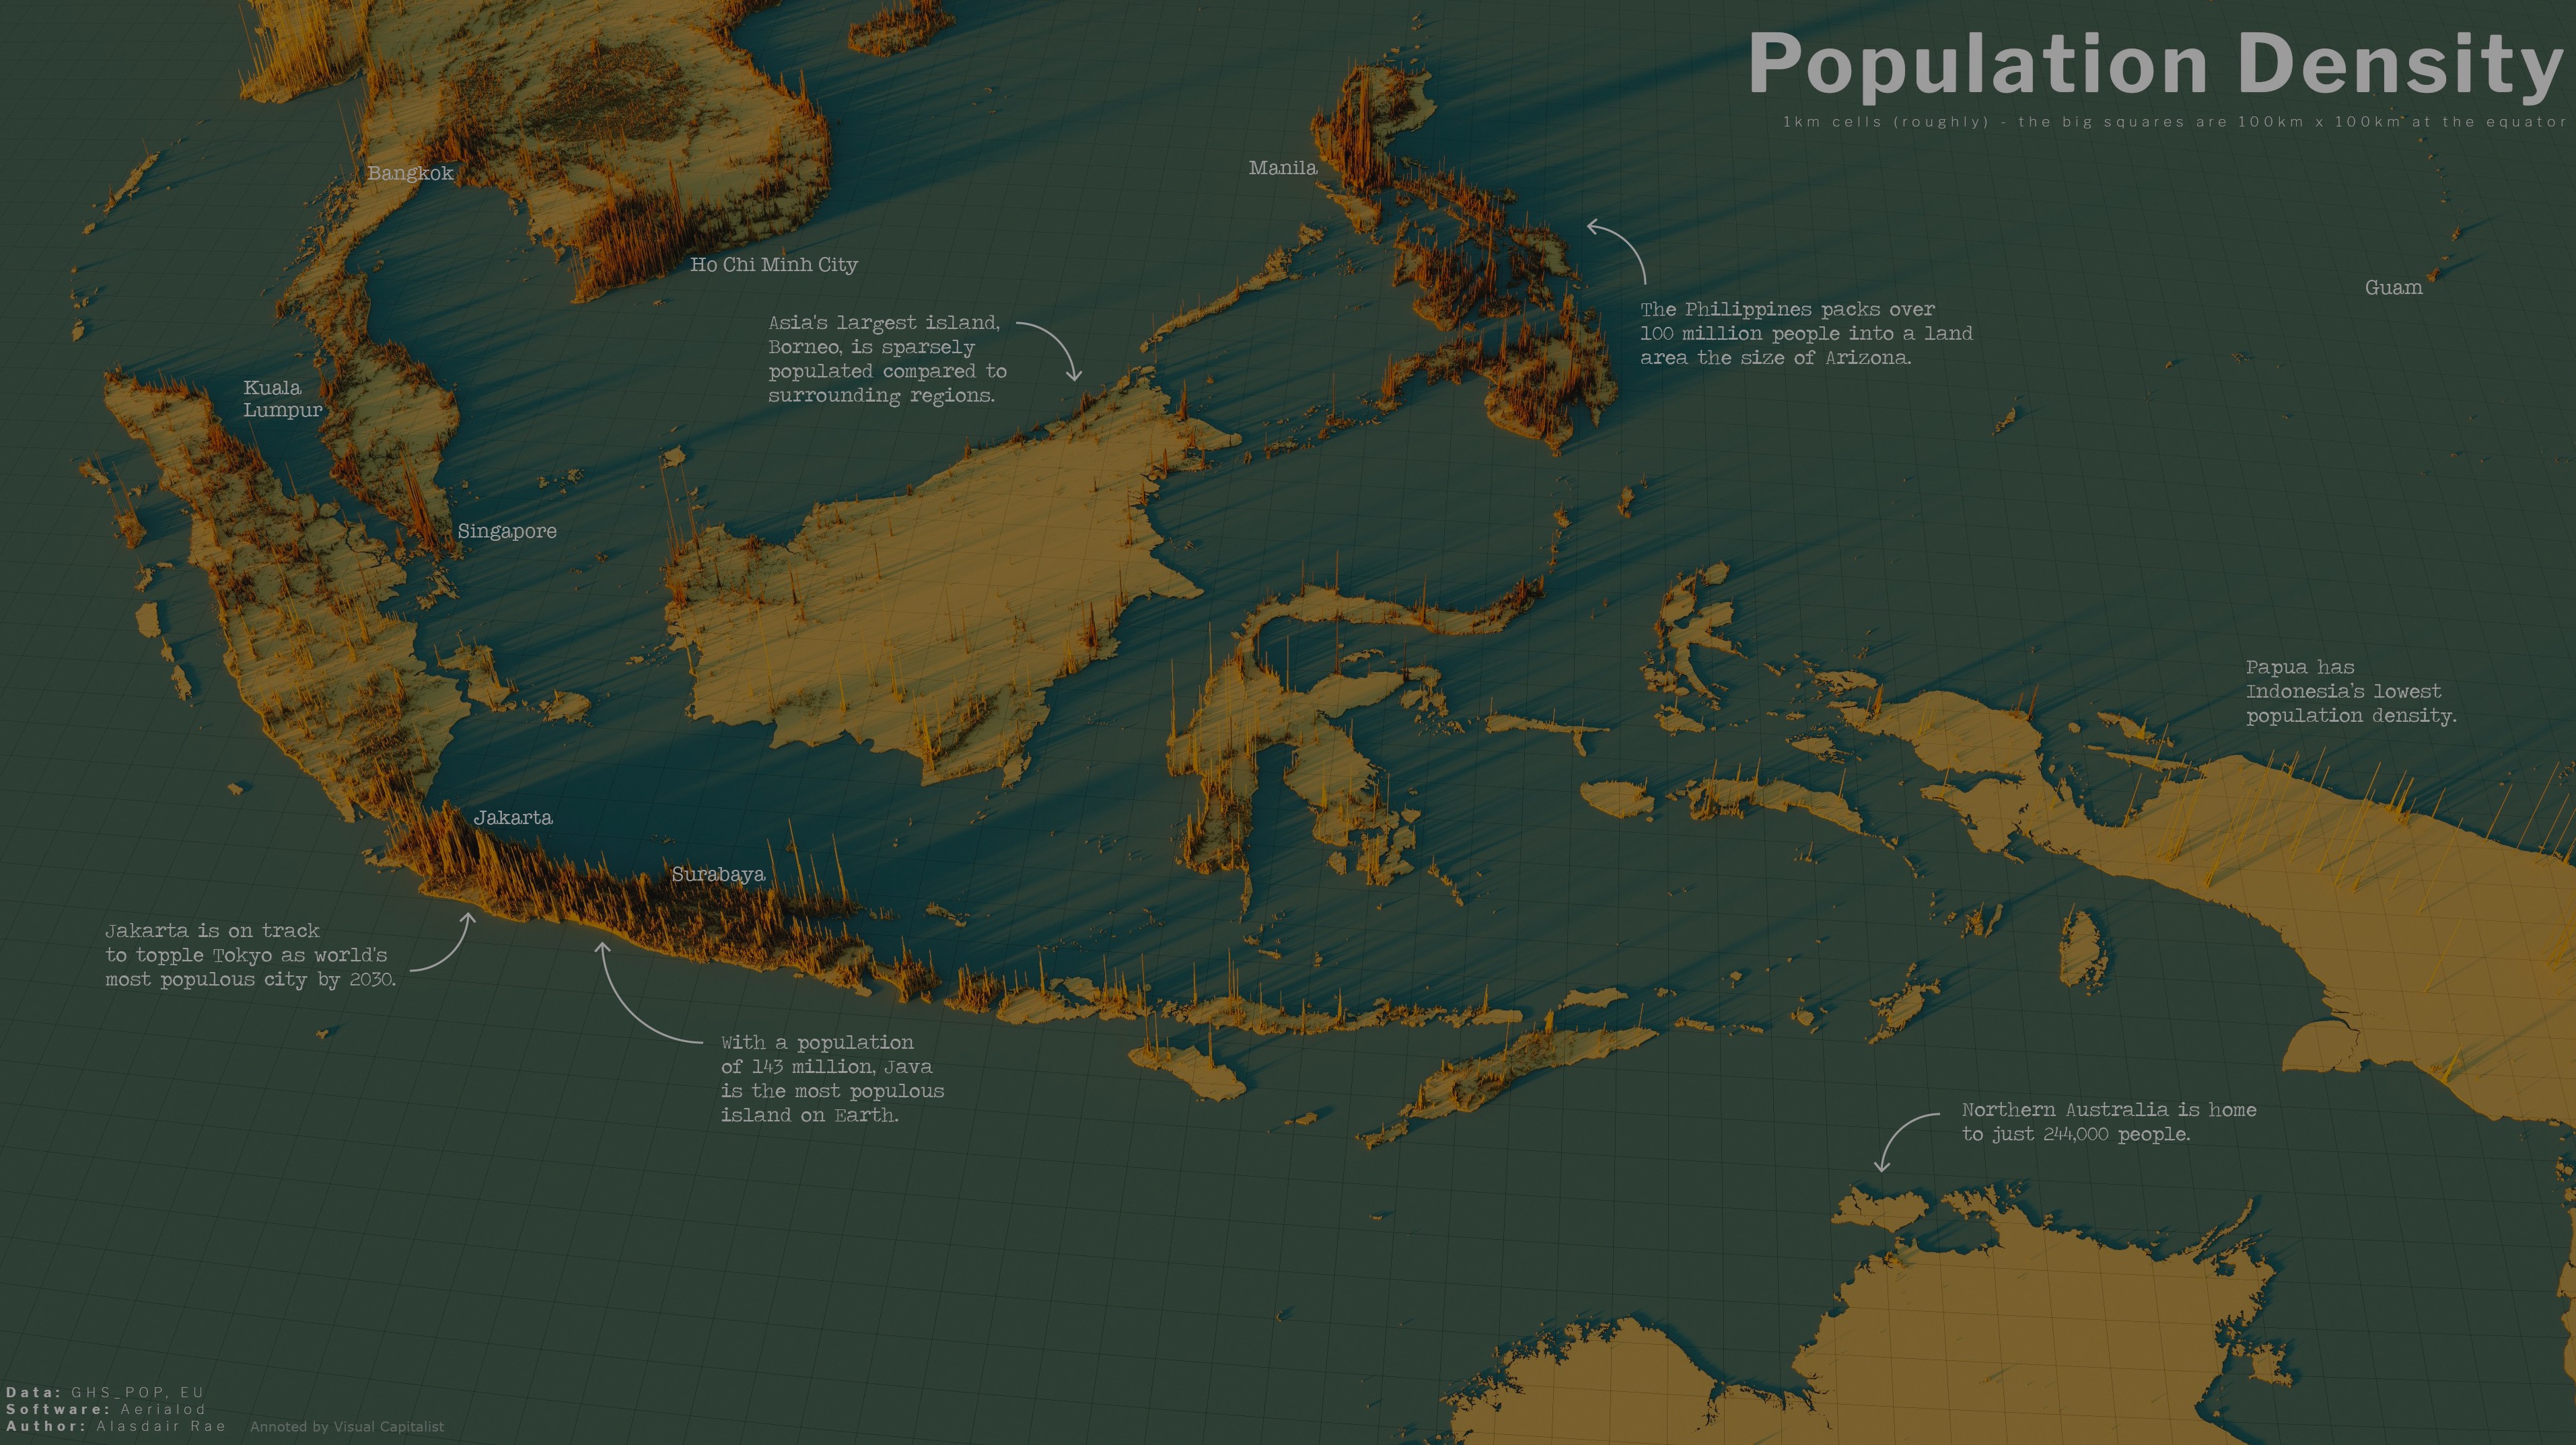 Population Density
1km cells (roughly) - the big squares are 100km x 100km at the equator
Bangkok
Manila
Ho Chi Minh City
Guam
Asia's largest island,
Borneo, is sparsely
populated compared to
surrounding regions.
The Philippines packs over
100 million people into a land
area the size of Arizona.
Kuala
Lumpur
Singapore
Papua has
Indonesia's lowest
population density.
Jakarta
Surabaya
Jakarta is on track
to topple Tokyo as world's
most populous city by 2030.
With a population
of 143 million, Java
is the most populous
island on Earth.
Northern Australia is home
to just 244,000 people.
Data: GHS_POP, EU
Software: Aerialod
Author: Alasdair Rae
Annoted by Visual Capitalist